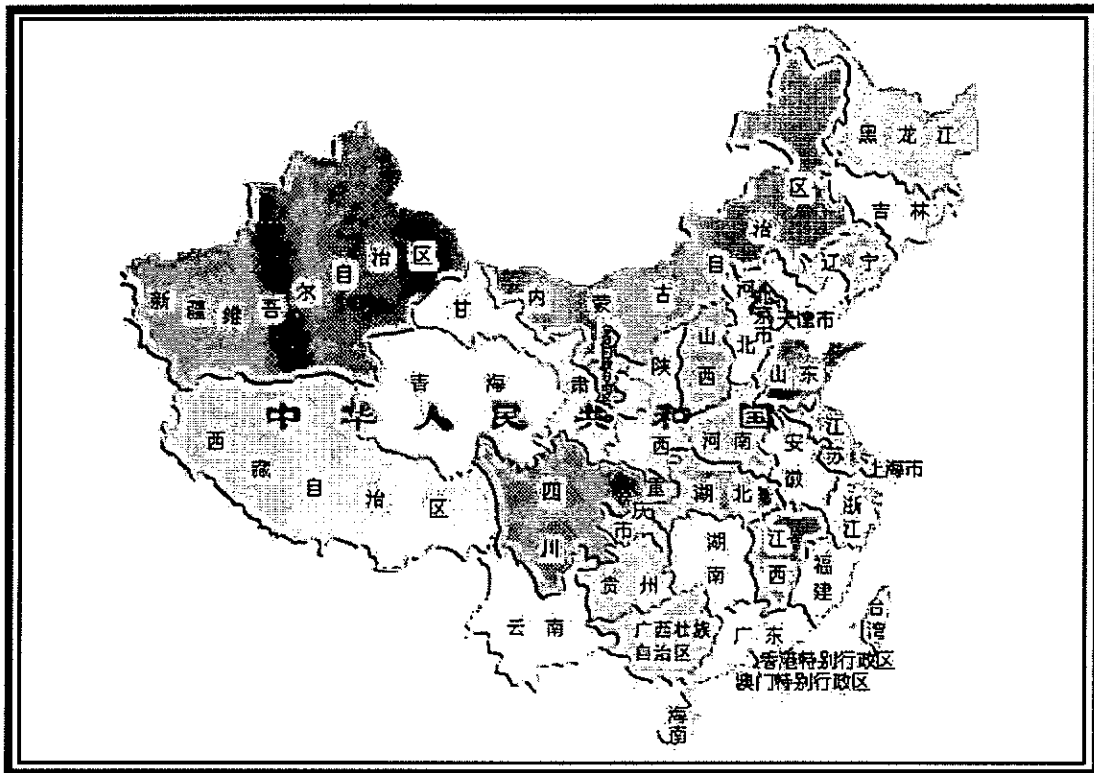 黑龙江
吉林
辽宁
内蒙古自治区
新疆维吾尔自治区
甘肃
青海
河北
北京市
天津市
山西
陕西
山东
中华人民共和国
西藏自治区
河南
江苏
安徽
上海市
四川
重庆市
湖北
浙江
湖南
江西
福建
贵州
云南
广西壮族
自治区
广东
台湾
香港特别行政区
澳门特别行政区
海南